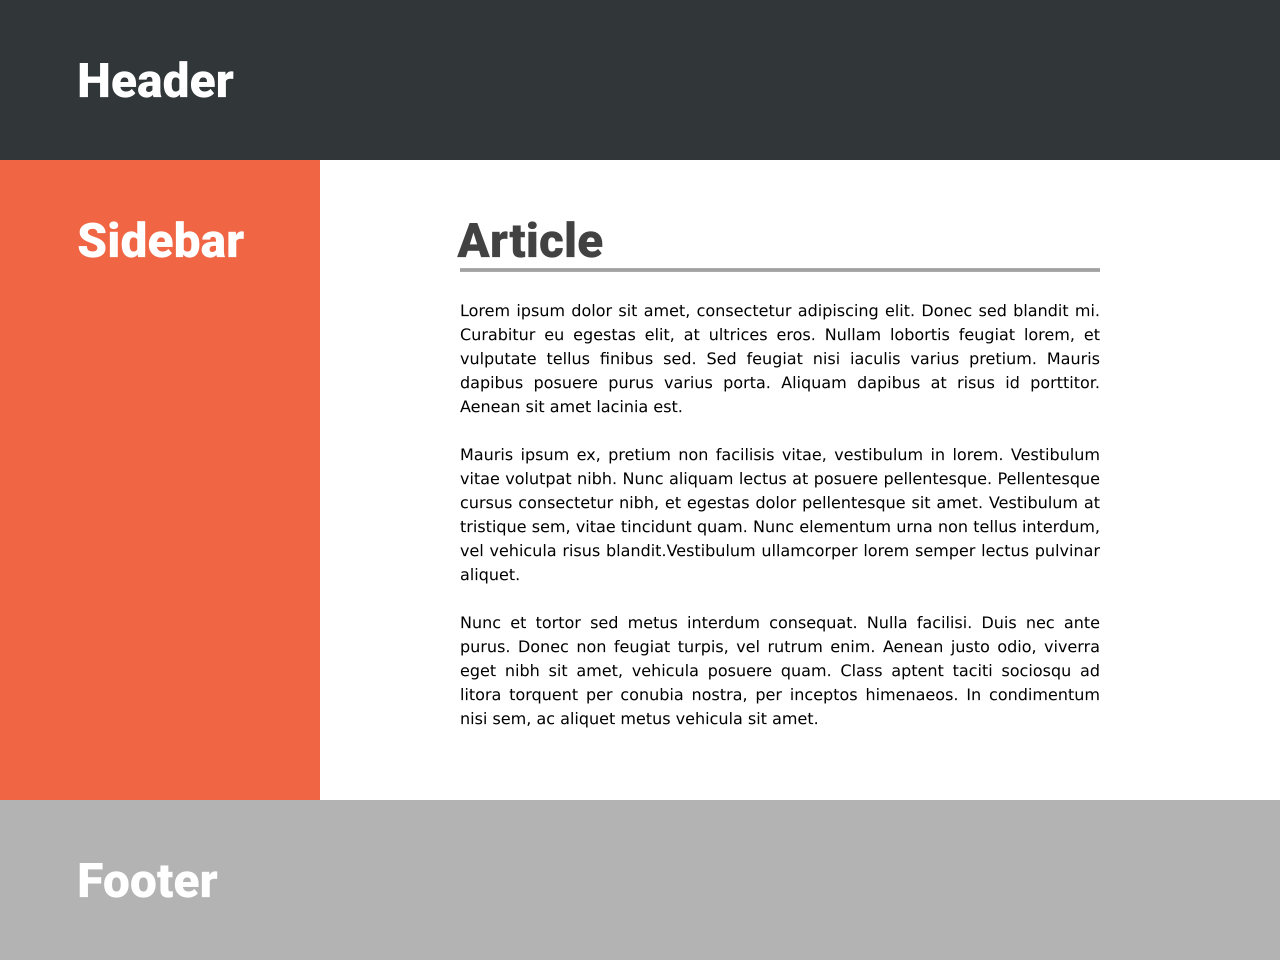 Header
Sidebar
Article
Lorem ipsum dolor sit amet, consectetur adipiscing elit. Donec sed blandit mi.
Curabitur eu egestas elit, at ultrices eros. Nullam lobortis feugiat lorem, et
vulputate tellus finibus sed. Sed feugiat nisi iaculis varius pretium. Mauris
dapibus posuere purus varius porta. Aliquam dapibus at risus id porttitor.
Aenean sit amet lacinia est.
Mauris ipsum ex, pretium non facilisis vitae, vestibulum in lorem. Vestibulum
vitae volutpat nibh. Nunc aliquam lectus at posuere pellentesque. Pellentesque
cursus consectetur nibh, et egestas dolor pellentesque sit amet. Vestibulum at
tristique sem, vitae tincidunt quam. Nunc elementum urna non tellus interdum,
vel vehicula risus blandit.Vestibulum ullamcorper lorem semper lectus pulvinar
aliquet.
Nunc et tortor sed metus interdum consequat. Nulla facilisi. Duis nec ante
purus. Donec non feugiat turpis, vel rutrum enim. Aenean justo odio, viverra
eget nibh sit amet, vehicula posuere quam. Class aptent taciti sociosqu ad
litora torquent per conubia nostra, per inceptos himenaeos. In condimentum
nisi sem, ac aliquet metus vehicula sit amet.
Footer